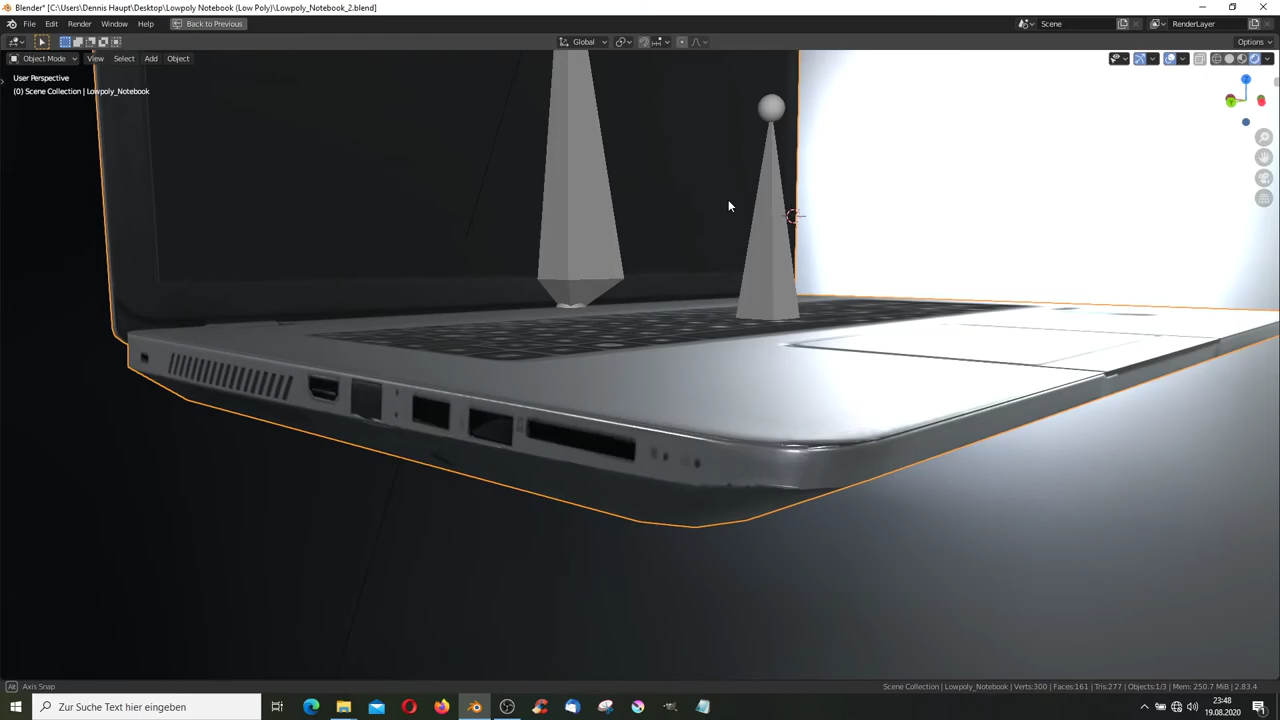 Blender* [C:\Users\Dennis Haupt\Desktop\Lowpoly Notebook (Low Poly)\Lowpoly_Notebook_2.blend]
File Edit Render Window Help Back to Previous Scene RenderLayer
Global Options
Object Mode View Select Add Object
User Perspective
(0) Scene Collection | Lowpoly_Notebook
Z
Y
Alt Axis Snap Scene Collection | Lowpoly_Notebook | Verts:300 | Faces:161 | Tris:277 | Objects:1/3 | Mem: 250.7 MiB | 2.83.4
Zur Suche Text hier eingeben
23:48
19.08.2020
1